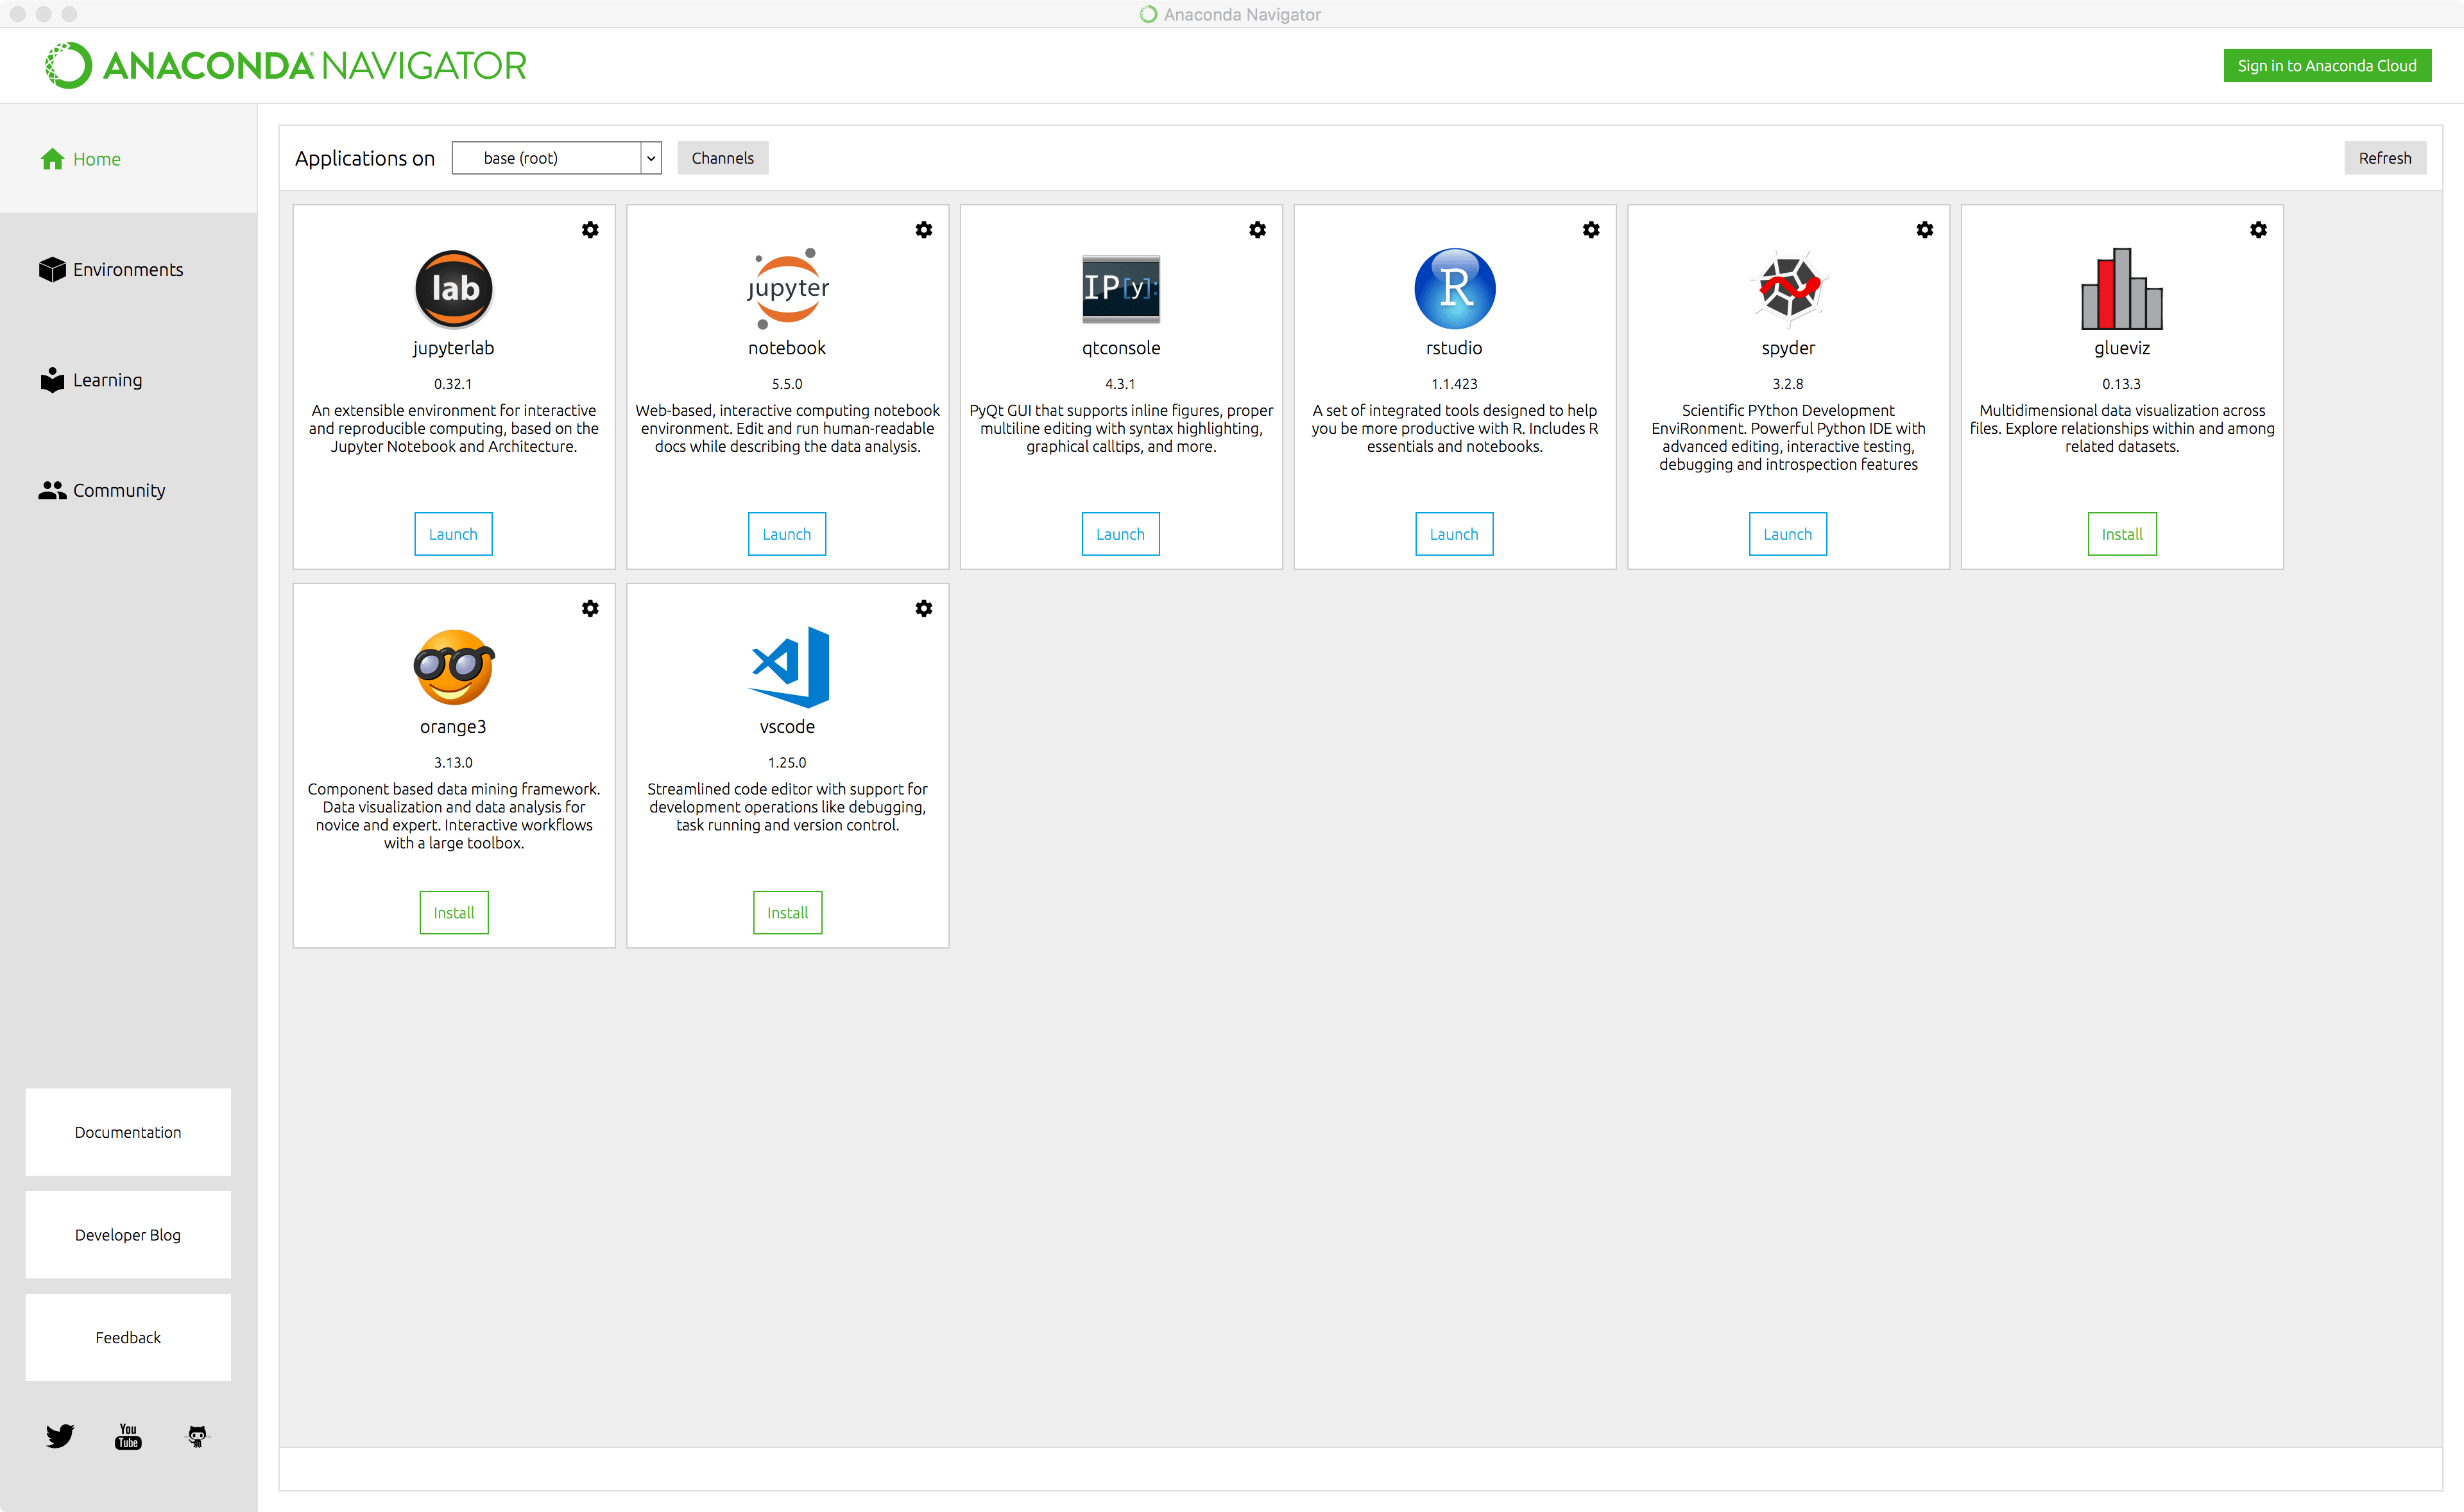 Anaconda Navigator
ANACONDA® NAVIGATOR
Sign in to Anaconda Cloud
Home
Environments
Learning
Community
Documentation
Developer Blog
Feedback
You
Tube
Applications on
base (root)
Channels
Refresh
lab
jupyterlab
0.32.1
An extensible environment for interactive
and reproducible computing, based on the
Jupyter Notebook and Architecture.
Launch
jupyter
notebook
5.5.0
Web-based, interactive computing notebook
environment. Edit and run human-readable
docs while describing the data analysis.
Launch
IP[y]:
qtconsole
4.3.1
PyQt GUI that supports inline figures, proper
multiline editing with syntax highlighting,
graphical calltips, and more.
Launch
R
rstudio
1.1.423
A set of integrated tools designed to help
you be more productive with R. Includes R
essentials and notebooks.
Launch
spyder
3.2.8
Scientific PYthon Development
EnviRonment. Powerful Python IDE with
advanced editing, interactive testing,
debugging and introspection features
Launch
glueviz
0.13.3
Multidimensional data visualization across
files. Explore relationships within and among
related datasets.
Install
orange3
3.13.0
Component based data mining framework.
Data visualization and data analysis for
novice and expert. Interactive workflows
with a large toolbox.
Install
vscode
1.25.0
Streamlined code editor with support for
development operations like debugging,
task running and version control.
Install